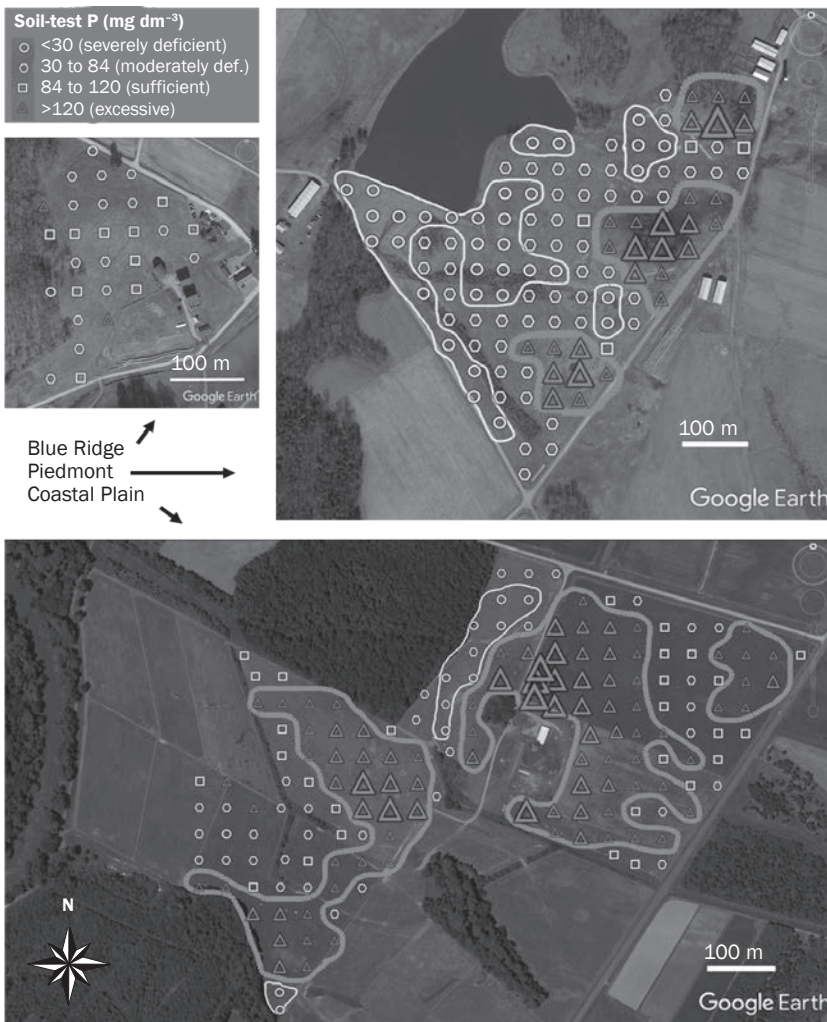 Soil-test P (mg dm⁻³)
<30 (severely deficient)
30 to 84 (moderately def.)
84 to 120 (sufficient)
>120 (excessive)
100 m
Google Earth
100 m
Google Earth
Blue Ridge
Piedmont
Coastal Plain
N
100 m
Google Earth